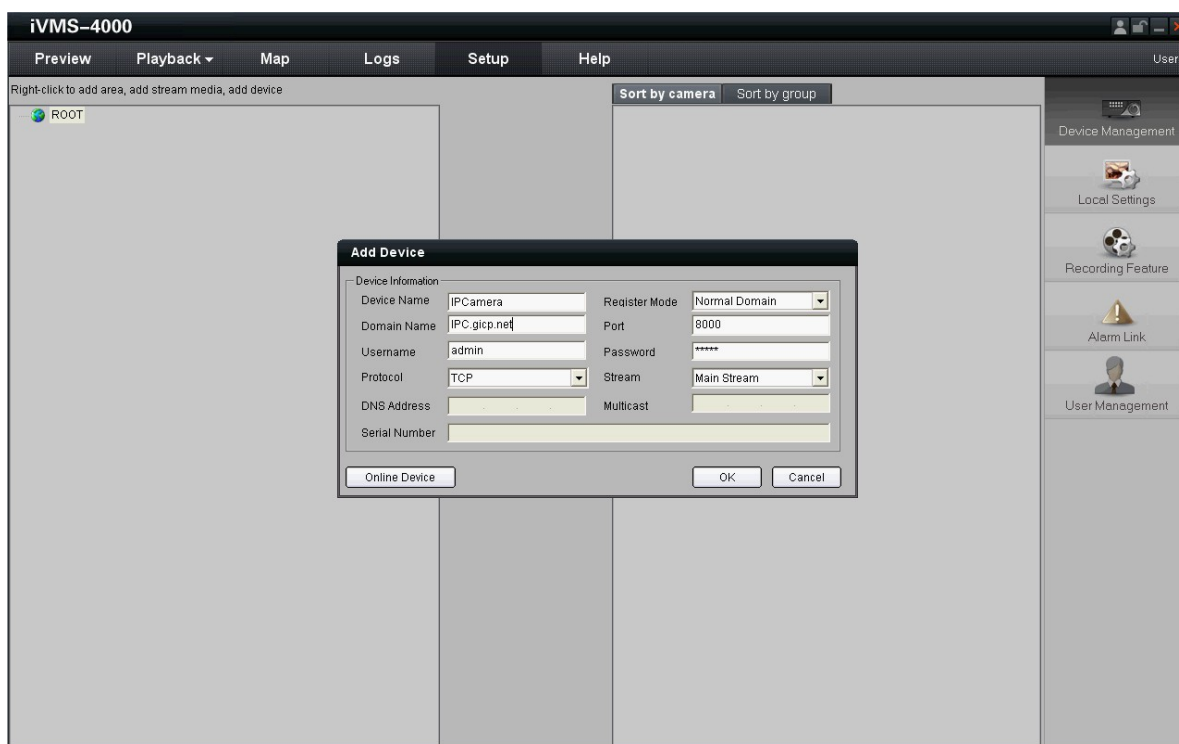 iVMS-4000
Preview Playback Map Logs Setup Help User
Right-click to add area, add stream media, add device
ROOT
Sort by camera Sort by group
Device Management
Local Settings
Recording Feature
Alarm Link
User Management
Add Device
Device Information
Device Name IPCamera Register Mode Normal Domain
Domain Name IPC.gicp.net Port 8000
Username admin Password *****
Protocol TCP Stream Main Stream
DNS Address Multicast
Serial Number
Online Device OK Cancel